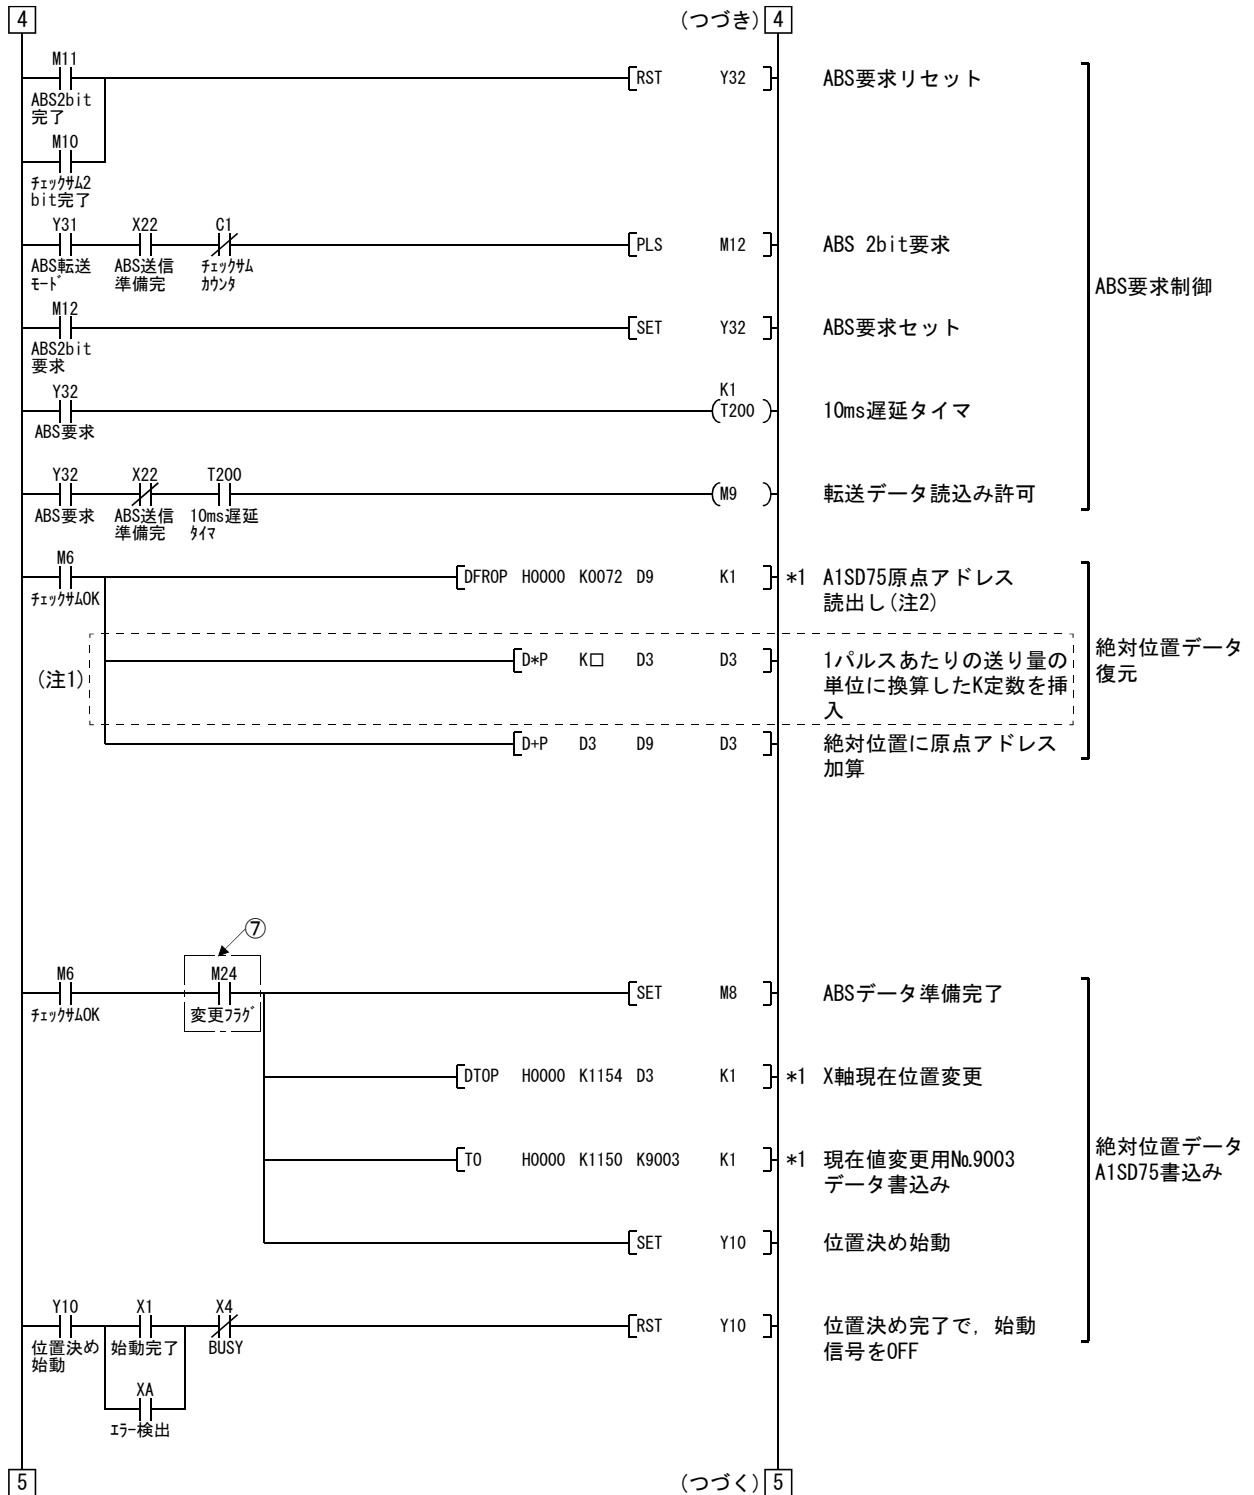 4 (つづき) 4
M11
RST Y32 ABS要求リセット
ABS2bit
完了
M10
ﾁｪｯｸｻﾑ2
bit完了
Y31 X22 C1
PLS M12 ABS 2bit要求
ABS転送 ABS送信 ﾁｪｯｸｻﾑ
ﾓｰﾄﾞ 準備完 ｶｳﾝﾀ
ABS要求制御
M12
SET Y32 ABS要求セット
ABS2bit
要求
Y32 K1
T200 10ms遅延タイマ
ABS要求
Y32 X22 T200
M9 転送データ読込み許可
ABS要求 ABS送信 10ms遅延
準備完 ﾀｲﾏ
M6
DFROP H0000 K0072 D9 K1 *1 A1SD75原点アドレス
読出し(注2)
ﾁｪｯｸｻﾑOK
(注1)
D*P K□ D3 D3 1パルスあたりの送り量の
単位に換算したK定数を挿
入
絶対位置データ
復元
D+P D3 D9 D3 絶対位置に原点アドレス
加算
⑦
M6 M24
SET M8 ABSデータ準備完了
ﾁｪｯｸｻﾑOK 変更ﾌﾗｸﾞ
DTOP H0000 K1154 D3 K1 *1 X軸現在位置変更
TO H0000 K1150 K9003 K1 *1 現在値変更用№9003
データ書込み
絶対位置データ
A1SD75書込み
SET Y10 位置決め始動
Y10 X1 X4
RST Y10 位置決め完了で，始動
信号をOFF
位置決め 始動完了 BUSY
始動
XA
ｴﾗｰ検出
5 (つづく) 5